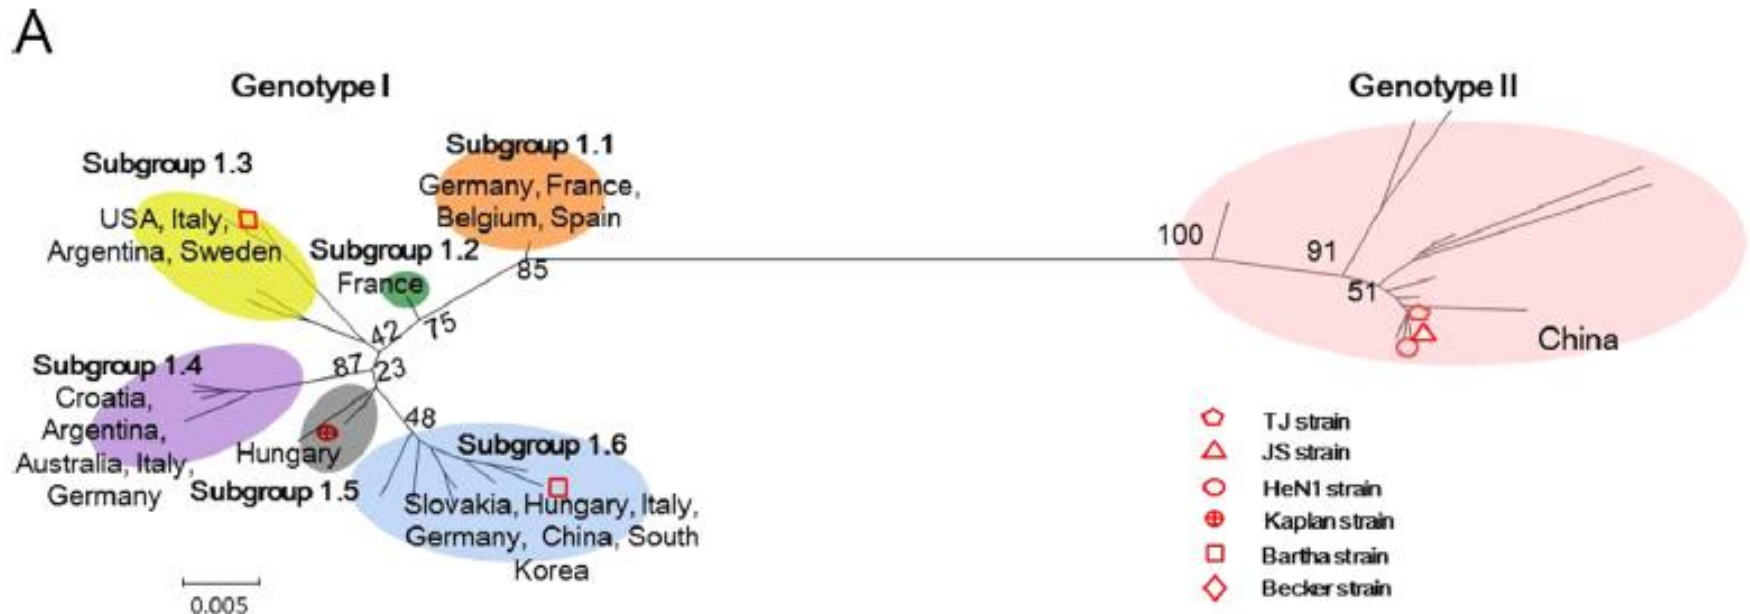 A
Genotype I
Genotype II
Subgroup 1.1
Germany, France,
Belgium, Spain
Subgroup 1.3
USA, Italy,
Argentina, Sweden
Subgroup 1.2
France
85
75
42
87
23
48
Subgroup 1.4
Croatia,
Argentina,
Australia, Italy,
Germany
Hungary
Subgroup 1.5
Subgroup 1.6
Slovakia, Hungary, Italy,
Germany, China, South
Korea
0.005
100
91
51
China
TJ strain
JS strain
HeN1 strain
Kaplan strain
Bartha strain
Becker strain